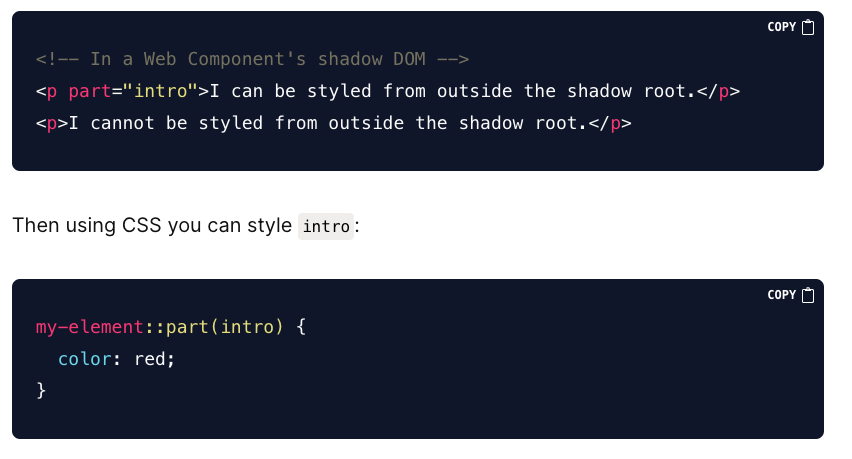 COPY
<!-- In a Web Component's shadow DOM -->
<p part="intro">I can be styled from outside the shadow root.</p>
<p>I cannot be styled from outside the shadow root.</p>
Then using CSS you can style intro:
COPY
my-element::part(intro) {
  color: red;
}